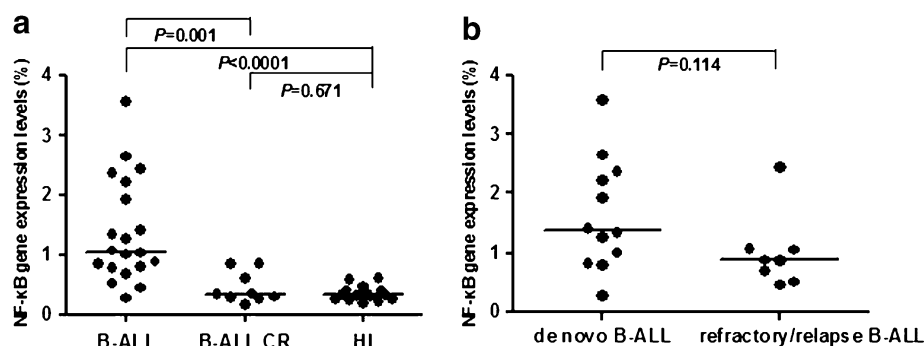 a
P=0.001
P<0.0001
P=0.671
NF-κB gene expression levels (%)
4
3
2
1
0
B-ALL
B-ALL CR
HI
b
P=0.114
NF-κB gene expression levels (%)
4
3
2
1
0
de novo B-ALL
refractory/relapse B-ALL